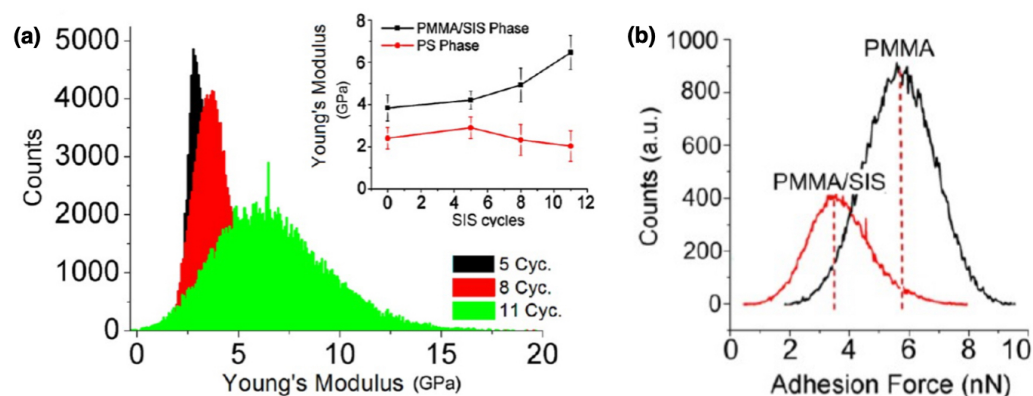 (a)
5000
4000
3000
2000
1000
0
Counts
0 5 10 15 20
Young's Modulus (GPa)
5 Cyc.
8 Cyc.
11 Cyc.
8
6
4
2
0
Young's Modulus
(GPa)
PMMA/SIS Phase
PS Phase
0 2 4 6 8 10 12
SIS cycles
(b)
1000
800
600
400
200
0
Counts (a.u.)
PMMA
PMMA/SIS
0 2 4 6 8 10
Adhesion Force (nN)